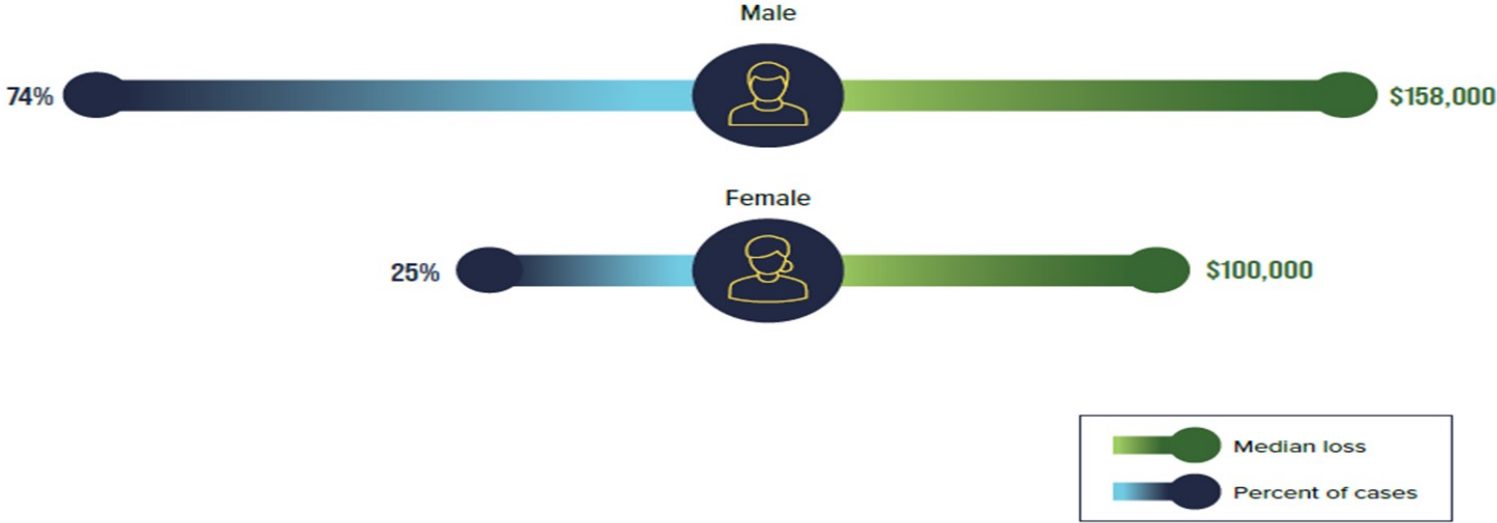 Male
74%
$158,000
Female
25%
$100,000
Median loss
Percent of cases